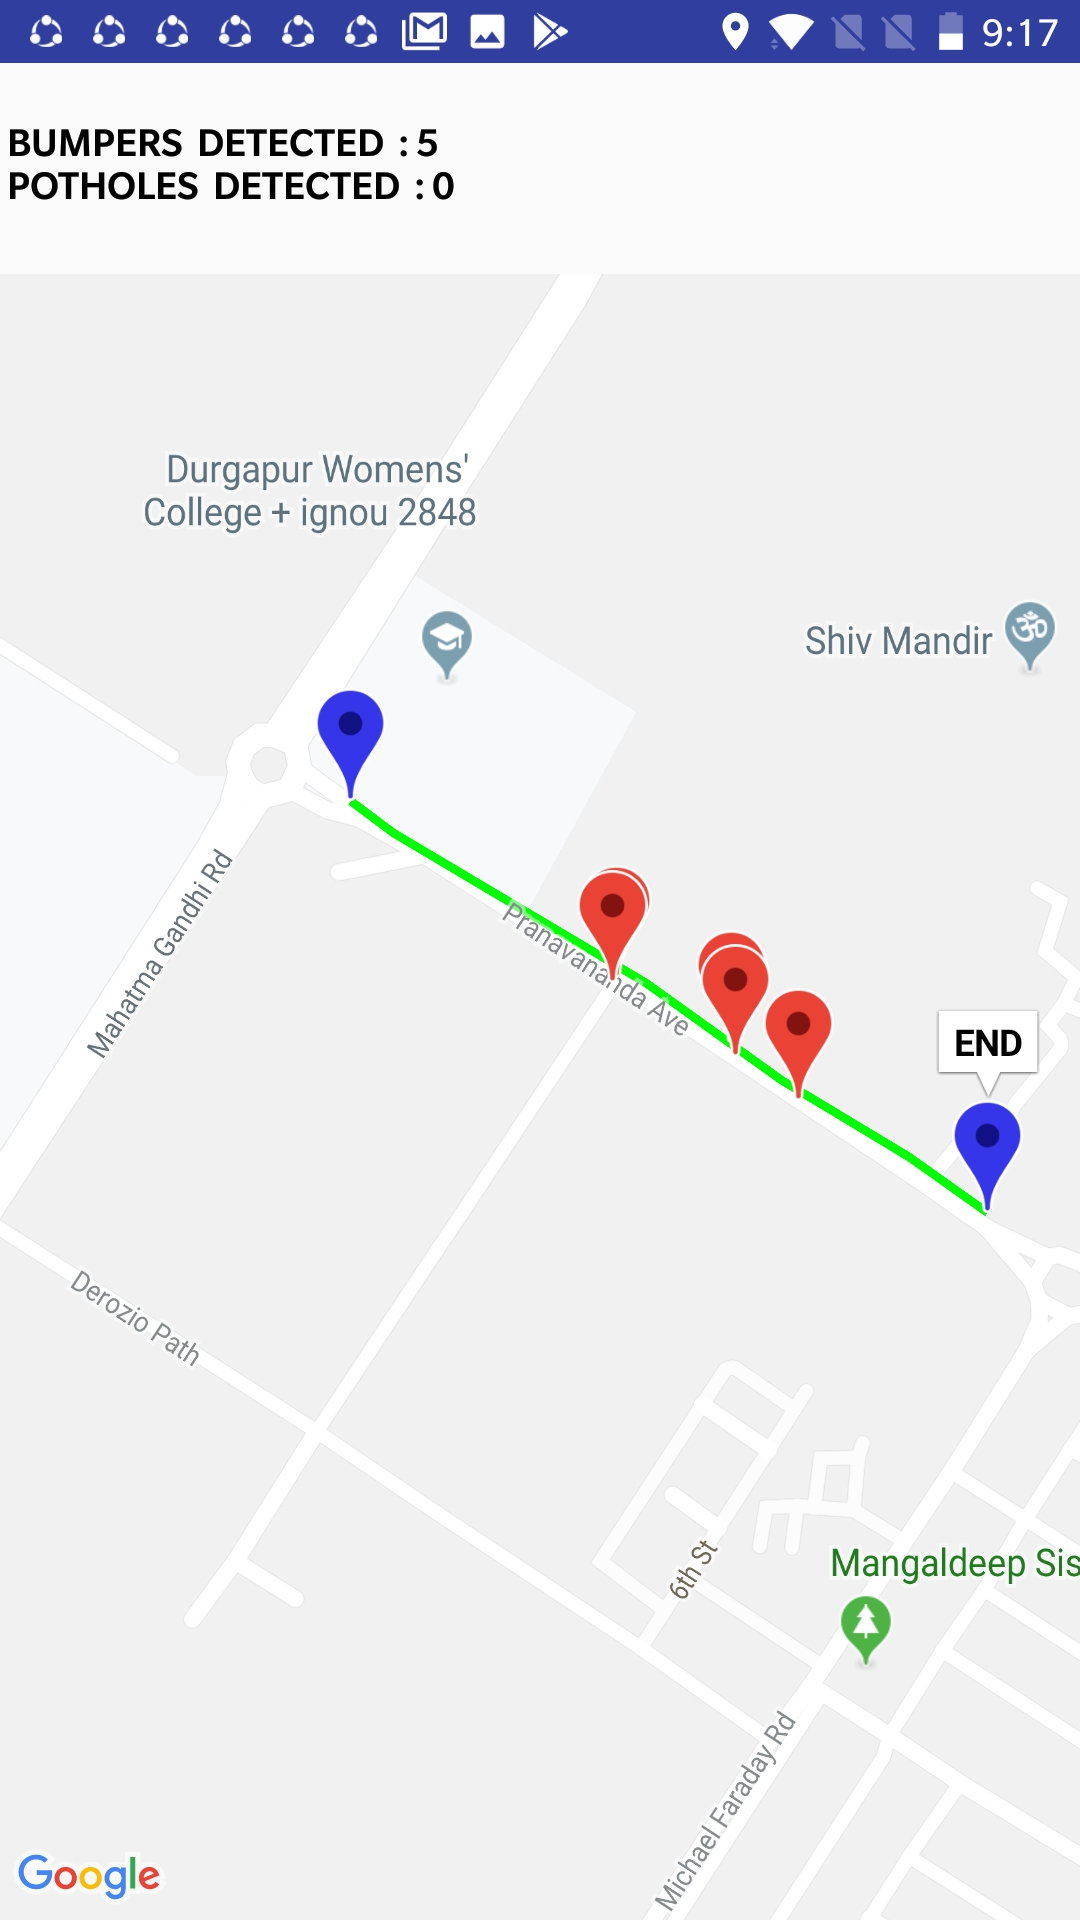 9:17
BUMPERS DETECTED : 5
POTHOLES DETECTED : 0
Durgapur Womens'
College + ignou 2848
Shiv Mandir
ॐ
Mahatma Gandhi Rd
Pranavananda Ave
END
Derozio Path
6th St
Mangaldeep Sis
Michael Faraday Rd
Google